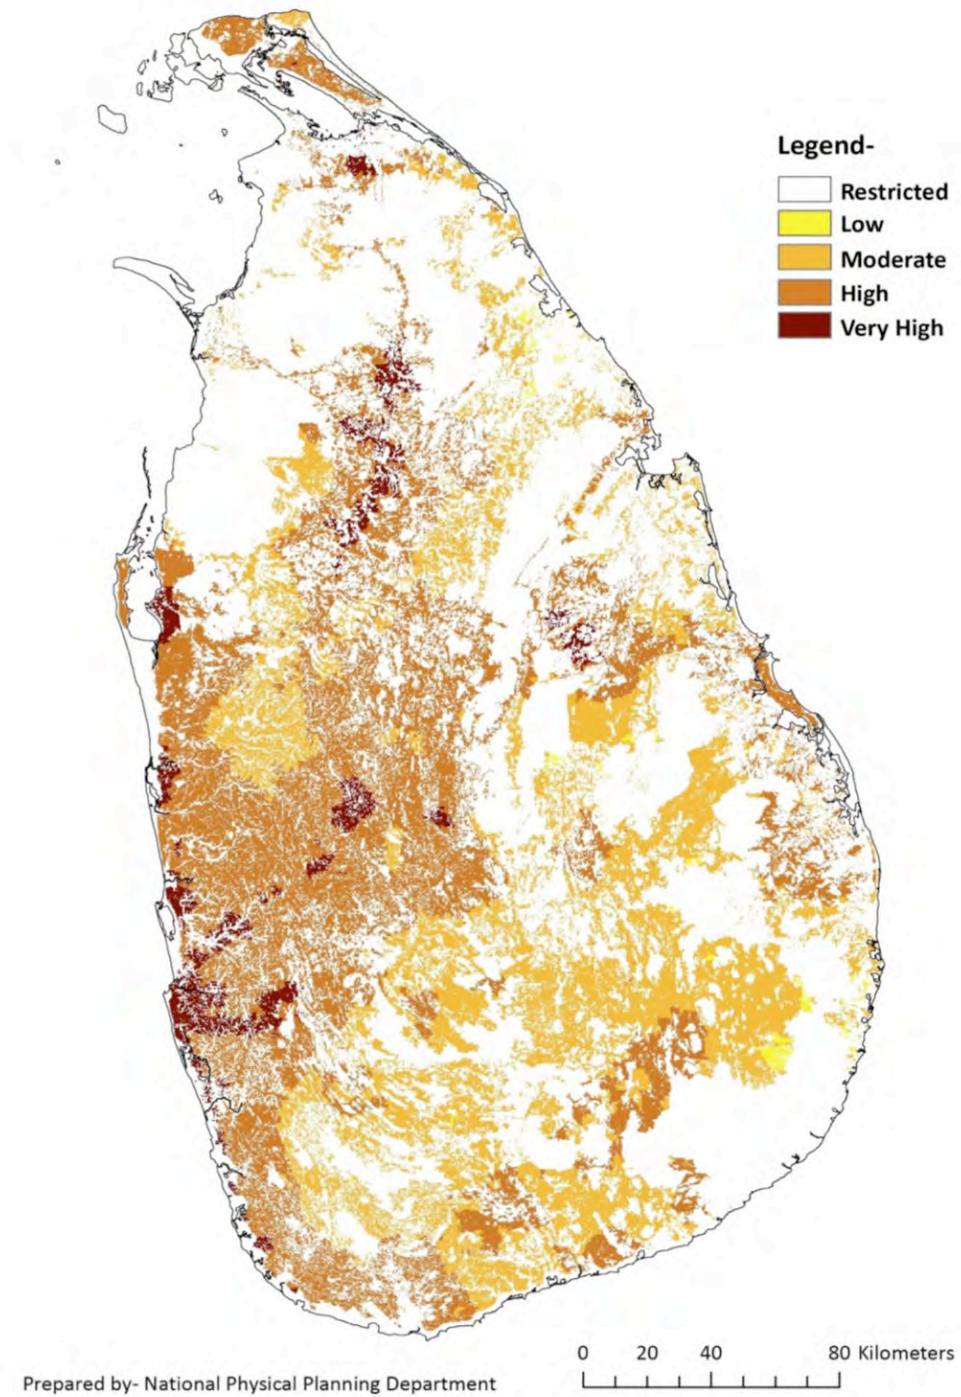 Legend-
Restricted
Low
Moderate
High
Very High
0 20 40 80 Kilometers
Prepared by- National Physical Planning Department